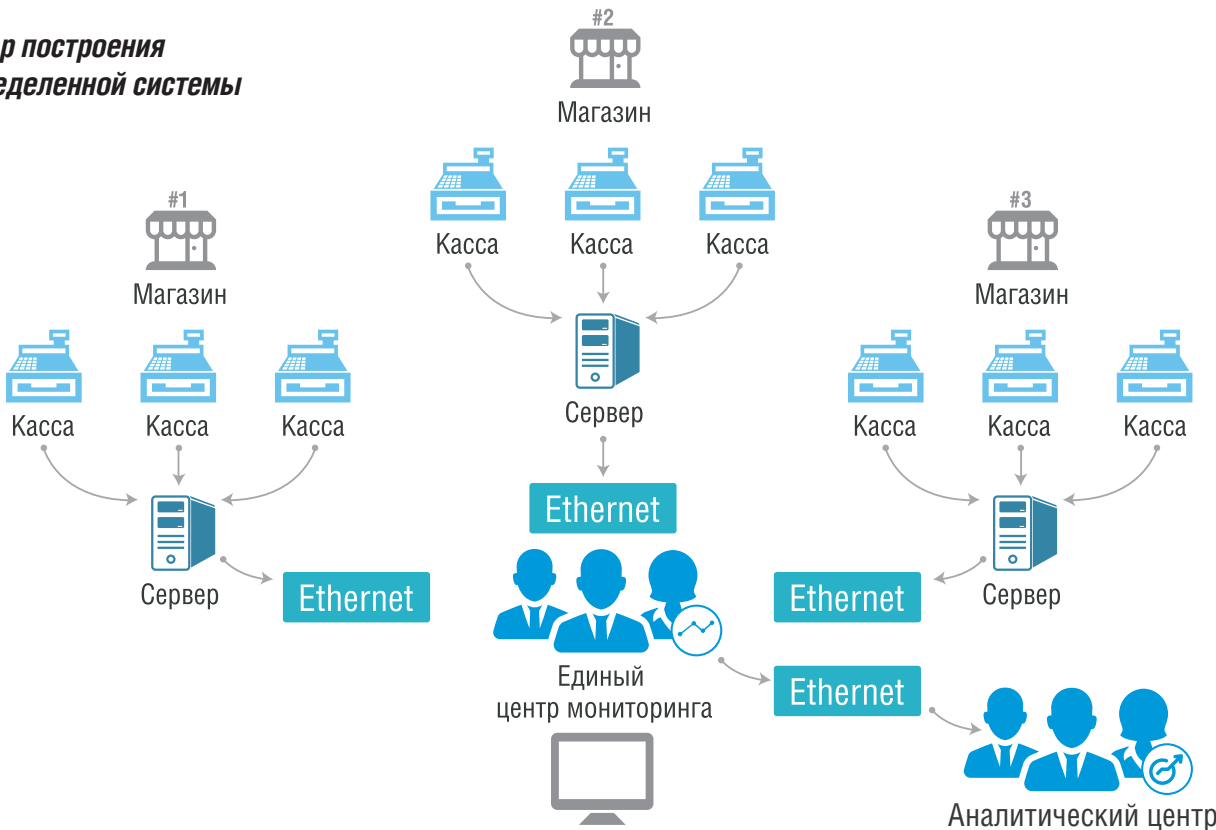 р построения
еделенной системы
#2
Магазин
Касса Касса Касса
Сервер
Ethernet
#1
Магазин
Касса Касса Касса
Сервер
Ethernet
#3
Магазин
Касса Касса Касса
Сервер
Ethernet
Единый
центр мониторинга
Ethernet
Аналитический центр